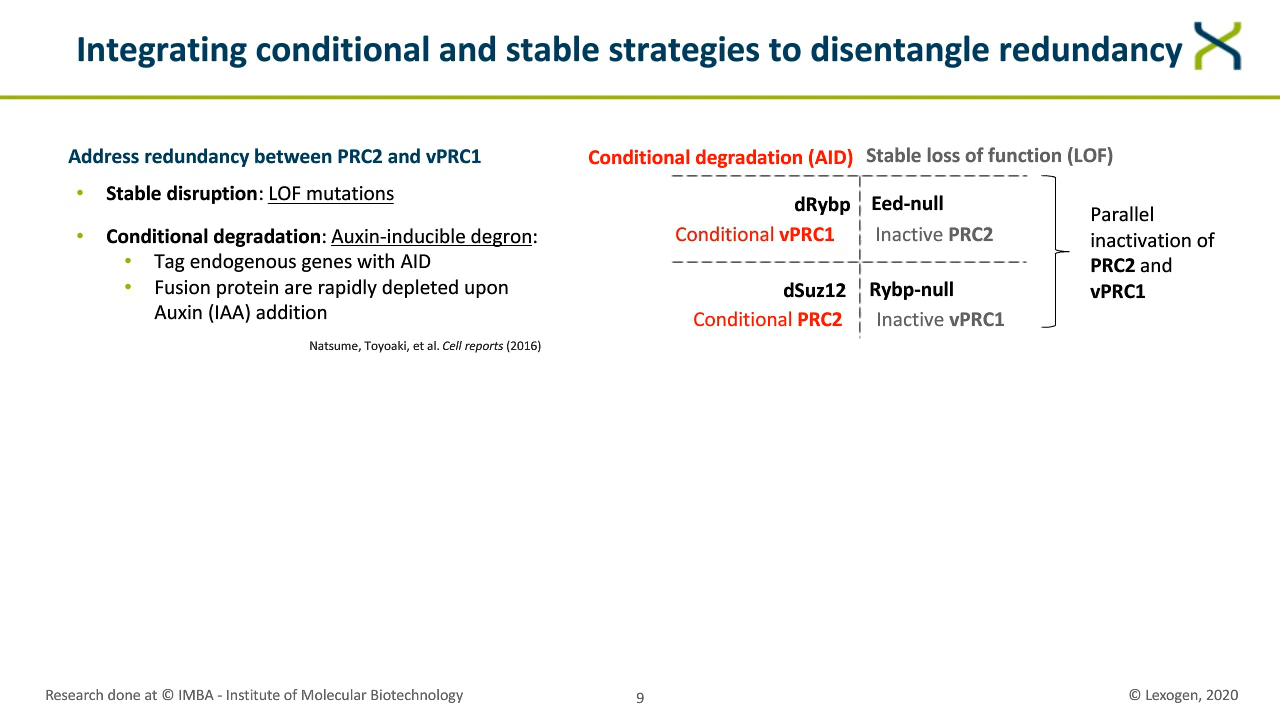 Integrating conditional and stable strategies to disentangle redundancy
Address redundancy between PRC2 and vPRC1
• Stable disruption: LOF mutations
• Conditional degradation: Auxin-inducible degron:
• Tag endogenous genes with AID
• Fusion protein are rapidly depleted upon
Auxin (IAA) addition
Natsume, Toyoaki, et al. Cell reports (2016)
Conditional degradation (AID) Stable loss of function (LOF)
dRybp Eed-null
Conditional vPRC1 Inactive PRC2
dSuz12 Rybp-null
Conditional PRC2 Inactive vPRC1
Parallel
inactivation of
PRC2 and
vPRC1
Research done at © IMBA - Institute of Molecular Biotechnology
9
© Lexogen, 2020